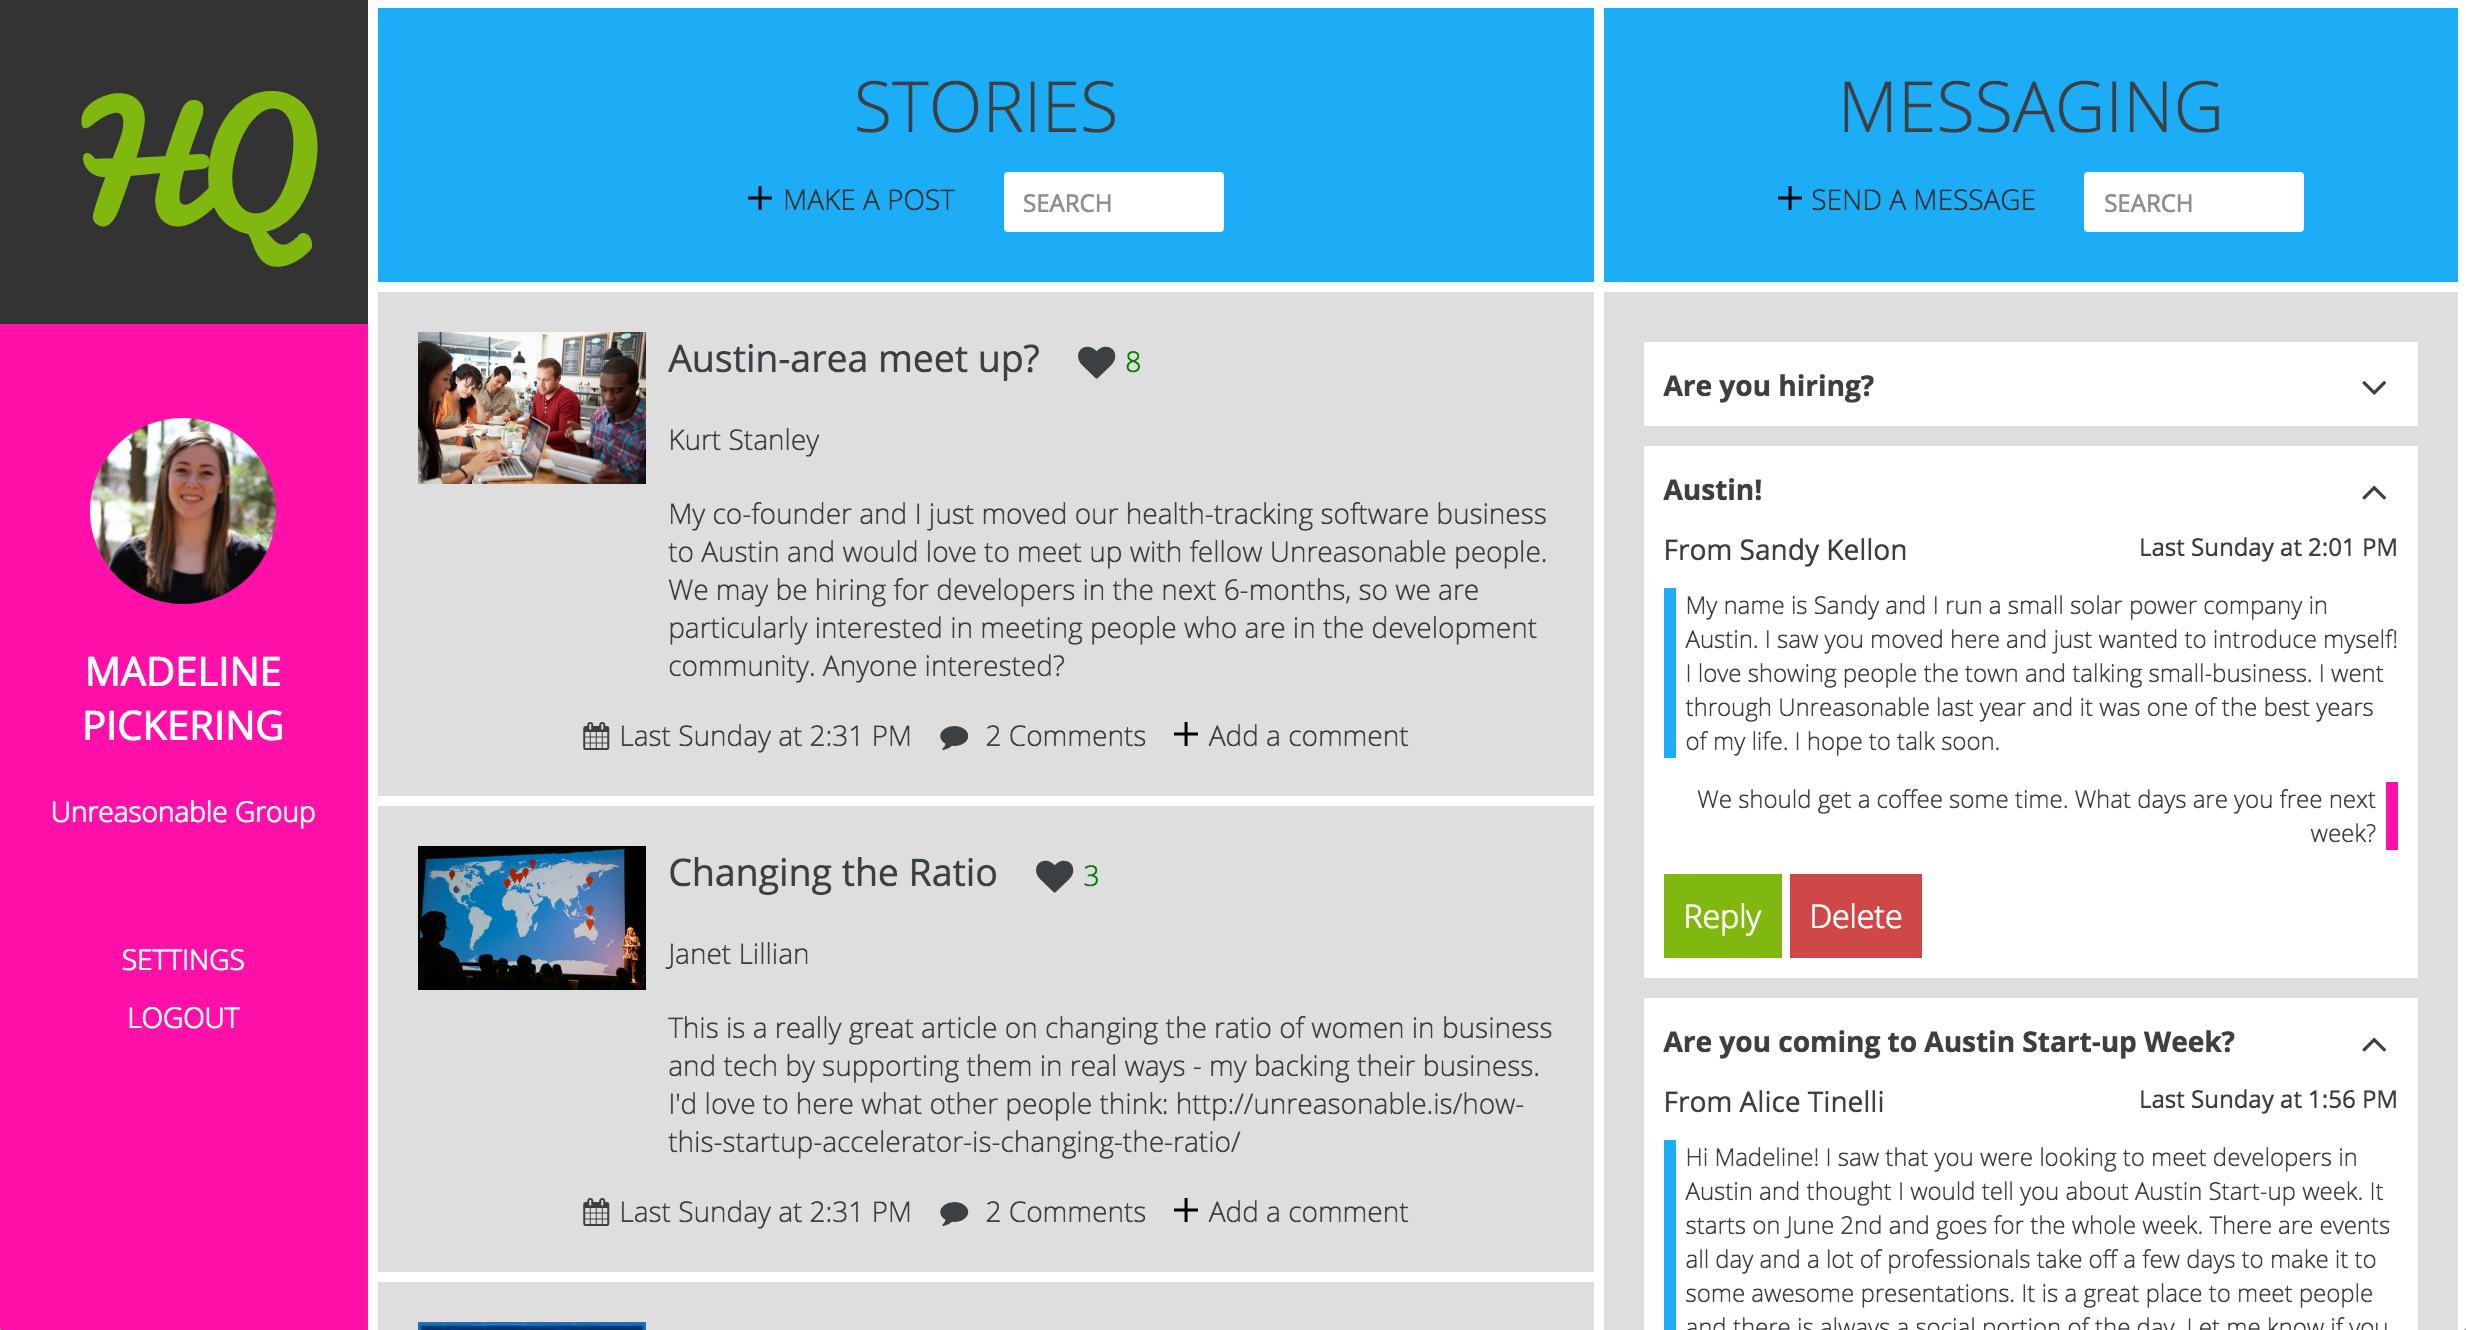 HQ
MADELINE
PICKERING
Unreasonable Group
SETTINGS
LOGOUT
STORIES
MAKE A POST
SEARCH
Austin-area meet up? 8
Kurt Stanley
My co-founder and I just moved our health-tracking software business
to Austin and would love to meet up with fellow Unreasonable people.
We may be hiring for developers in the next 6-months, so we are
particularly interested in meeting people who are in the development
community. Anyone interested?
Last Sunday at 2:31 PM 2 Comments + Add a comment
Changing the Ratio 3
Janet Lillian
This is a really great article on changing the ratio of women in business
and tech by supporting them in real ways - my backing their business.
I'd love to here what other people think: http://unreasonable.is/how-
this-startup-accelerator-is-changing-the-ratio/
Last Sunday at 2:31 PM 2 Comments + Add a comment
MESSAGING
+ SEND A MESSAGE
SEARCH
Are you hiring?
Austin!
From Sandy Kellon Last Sunday at 2:01 PM
My name is Sandy and I run a small solar power company in
Austin. I saw you moved here and just wanted to introduce myself!
I love showing people the town and talking small-business. I went
through Unreasonable last year and it was one of the best years
of my life. I hope to talk soon.
We should get a coffee some time. What days are you free next
week?
Reply Delete
Are you coming to Austin Start-up Week?
From Alice Tinelli Last Sunday at 1:56 PM
Hi Madeline! I saw that you were looking to meet developers in
Austin and thought I would tell you about Austin Start-up week. It
starts on June 2nd and goes for the whole week. There are events
all day and a lot of professionals take off a few days to make it to
some awesome presentations. It is a great place to meet people
and there is always a social portion of the day. Let me know if you